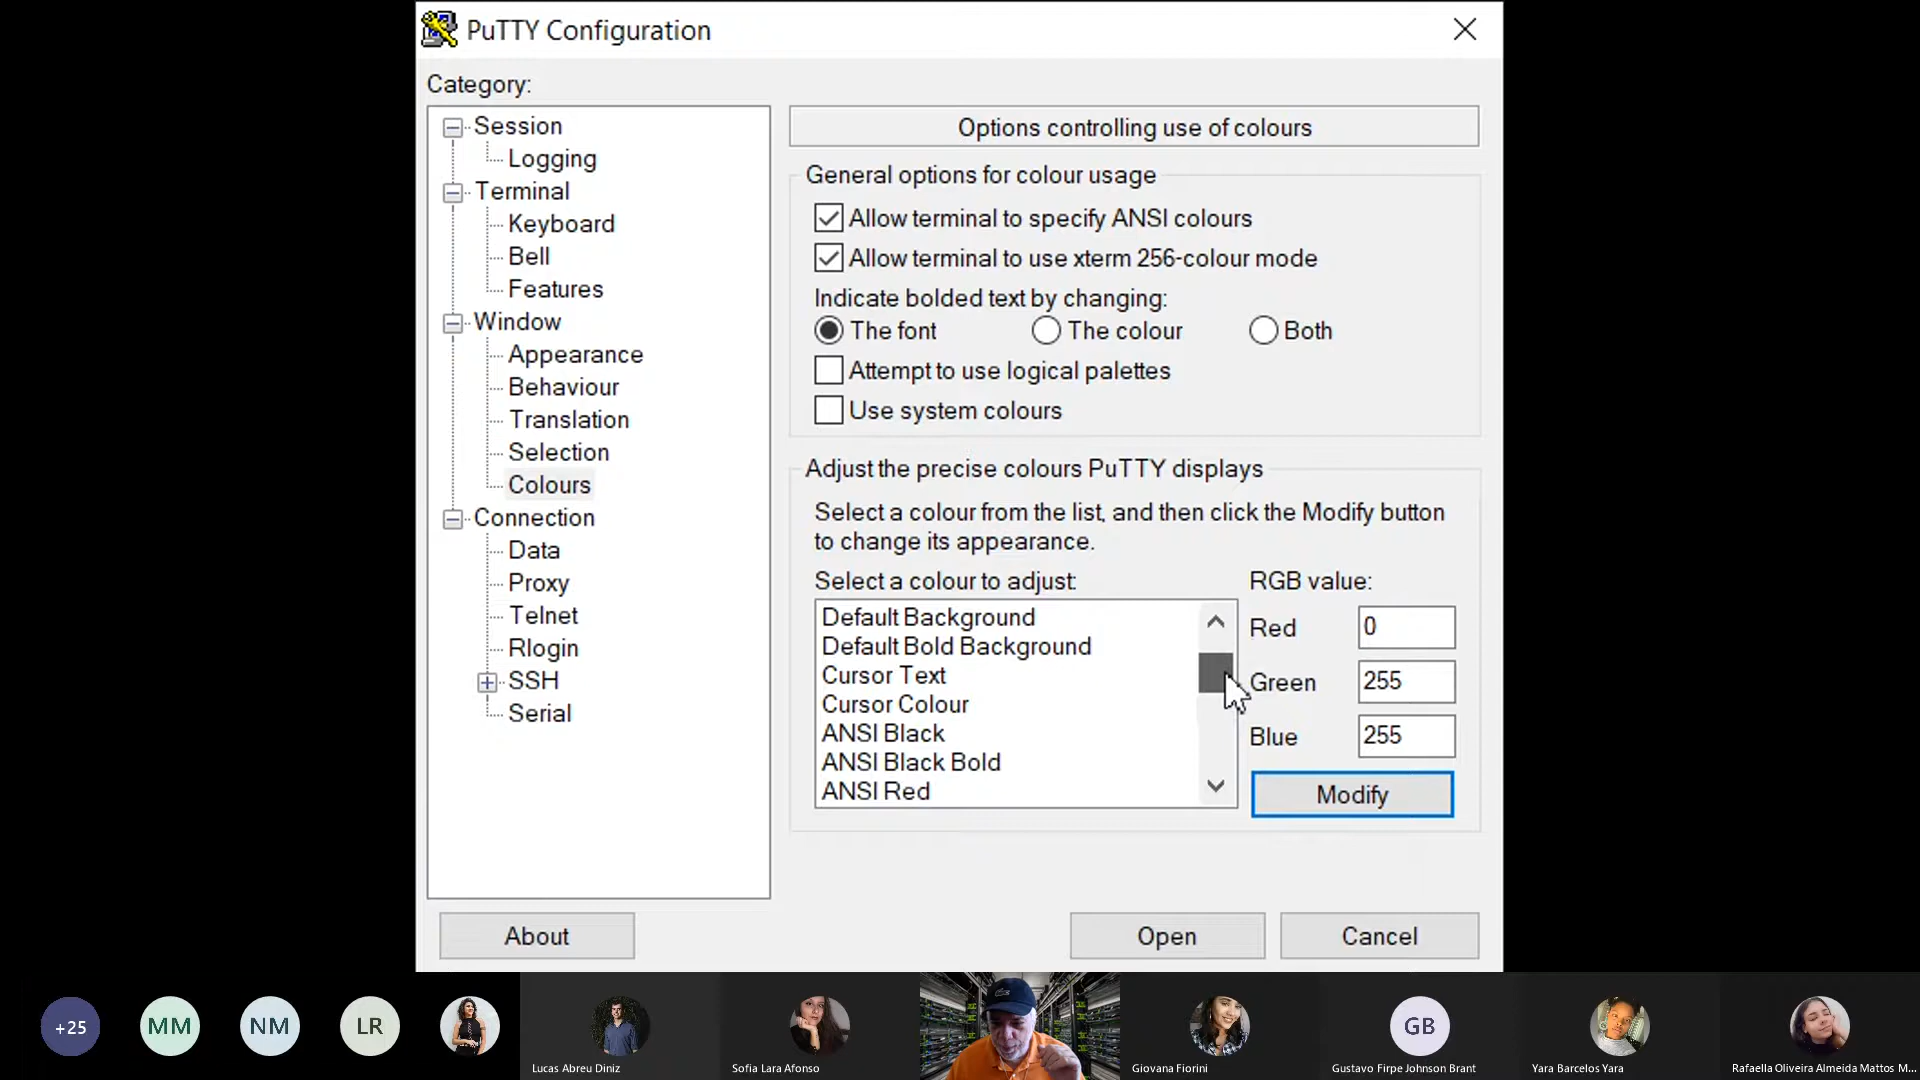 PuTTY Configuration
Category:
Session
Logging
Terminal
Keyboard
Bell
Features
Window
Appearance
Behaviour
Translation
Selection
Colours
Connection
Data
Proxy
Telnet
Rlogin
SSH
Serial
Options controlling use of colours
General options for colour usage
Allow terminal to specify ANSI colours
Allow terminal to use xterm 256-colour mode
Indicate bolded text by changing:
The font The colour Both
Attempt to use logical palettes
Use system colours
Adjust the precise colours PuTTY displays
Select a colour from the list, and then click the Modify button
to change its appearance.
Select a colour to adjust:
Default Background
Default Bold Background
Cursor Text
Cursor Colour
ANSI Black
ANSI Black Bold
ANSI Red
RGB value:
Red 0
Green 255
Blue 255
Modify
About Open Cancel
+25 MM NM LR GB
Lucas Abreu Diniz Sofia Lara Afonso Giovana Fiorini Gustavo Firpe Johnson Brant Yara Barcelos Yara Rafaella Oliveira Almeida Mattos M...